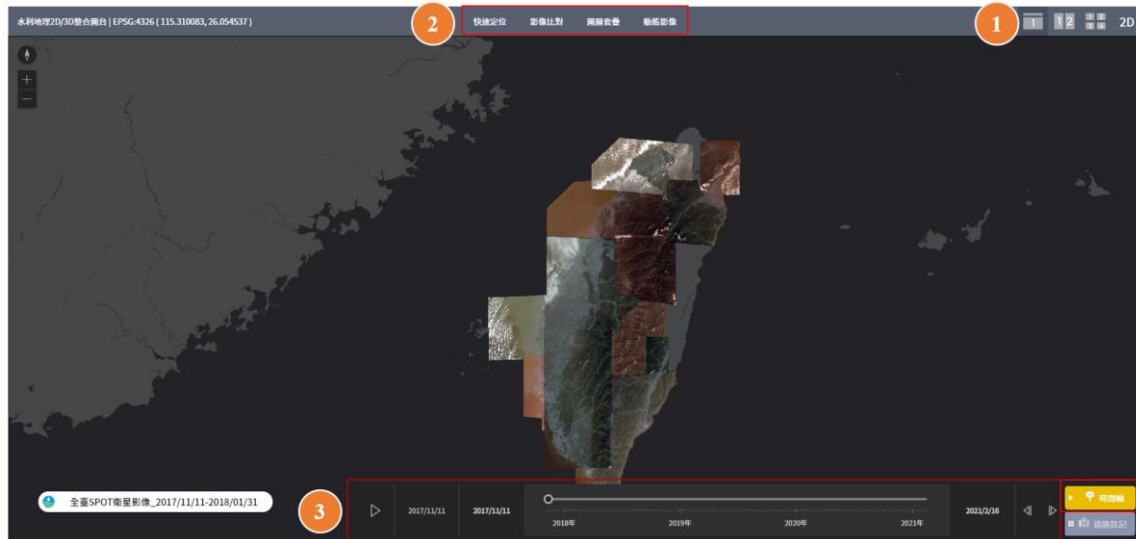 水利地理2D/3D整合圖台 | EPSG:4326 ( 115.310083, 26.054537 )
2
快速定位 影像比對 圖層套疊 動態影像
1
1 1 2 1 2 3 4 2D
全臺SPOT衛星影像_2017/11/11-2018/01/31
3
2017/11/11 2017/11/11 2018年 2019年 2020年 2021年 2021/2/16
時間軸
道路註記